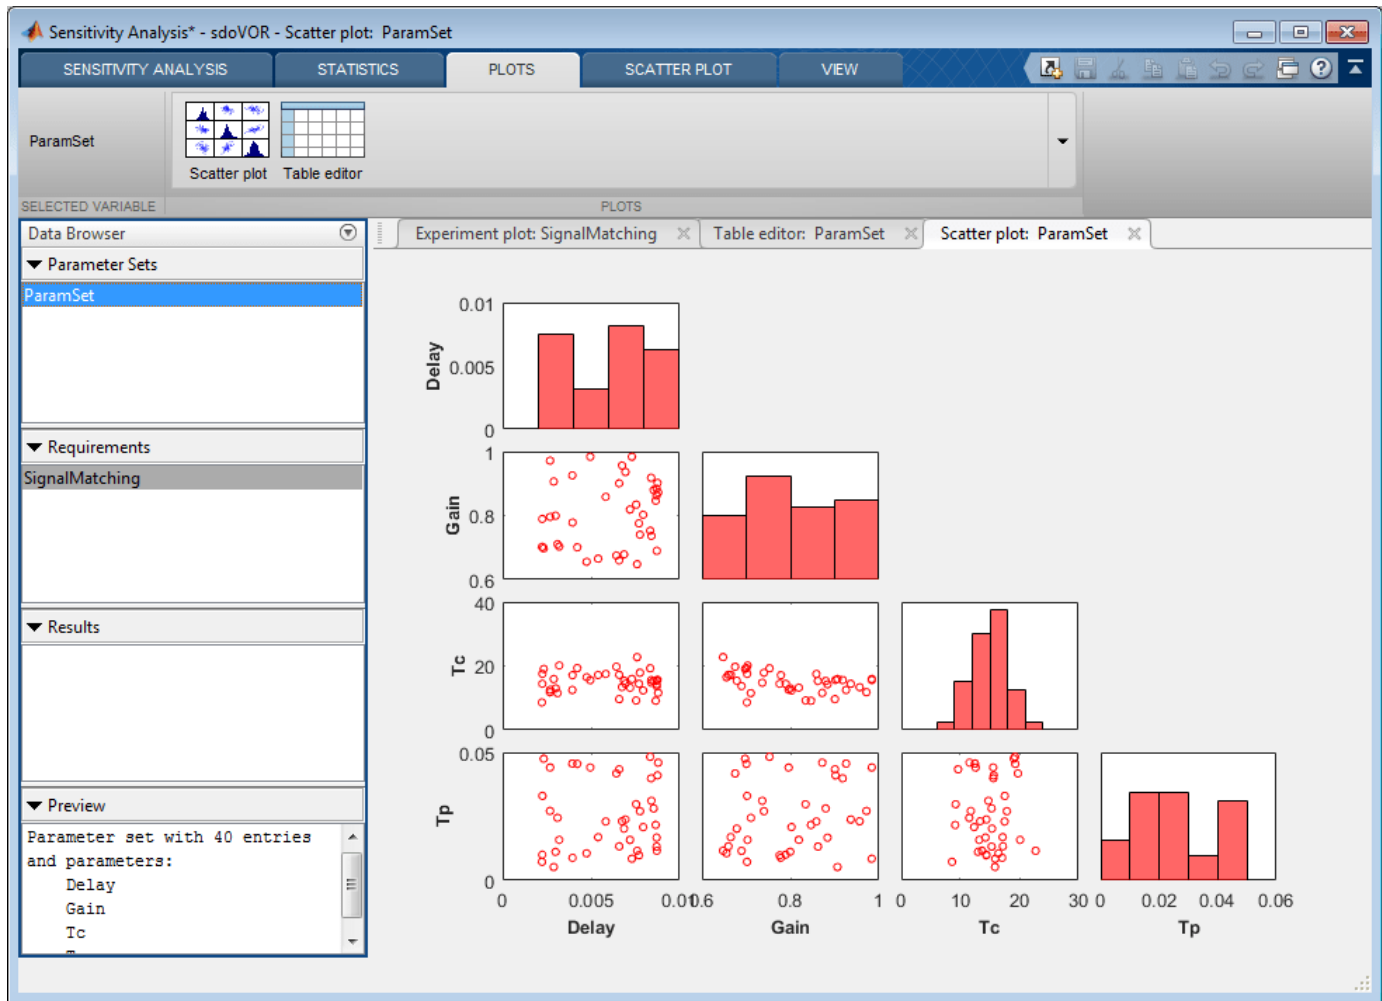 Sensitivity Analysis* - sdoVOR - Scatter plot: ParamSet
SENSITIVITY ANALYSIS STATISTICS PLOTS SCATTER PLOT VIEW
ParamSet
Scatter plot Table editor
SELECTED VARIABLE PLOTS
Data Browser
Experiment plot: SignalMatching Table editor: ParamSet Scatter plot: ParamSet
Parameter Sets
ParamSet
Requirements
SignalMatching
Results
Preview
Parameter set with 40 entries
and parameters:
Delay
Gain
Tc
0.01
0.005
0
Delay
1
0.8
0.6
Gain
40
20
0
Tc
0.05
0
Tp
0 0.005 0.01
Delay
0.6 0.8 1
Gain
0 10 20 30
Tc
0 0.02 0.04 0.06
Tp